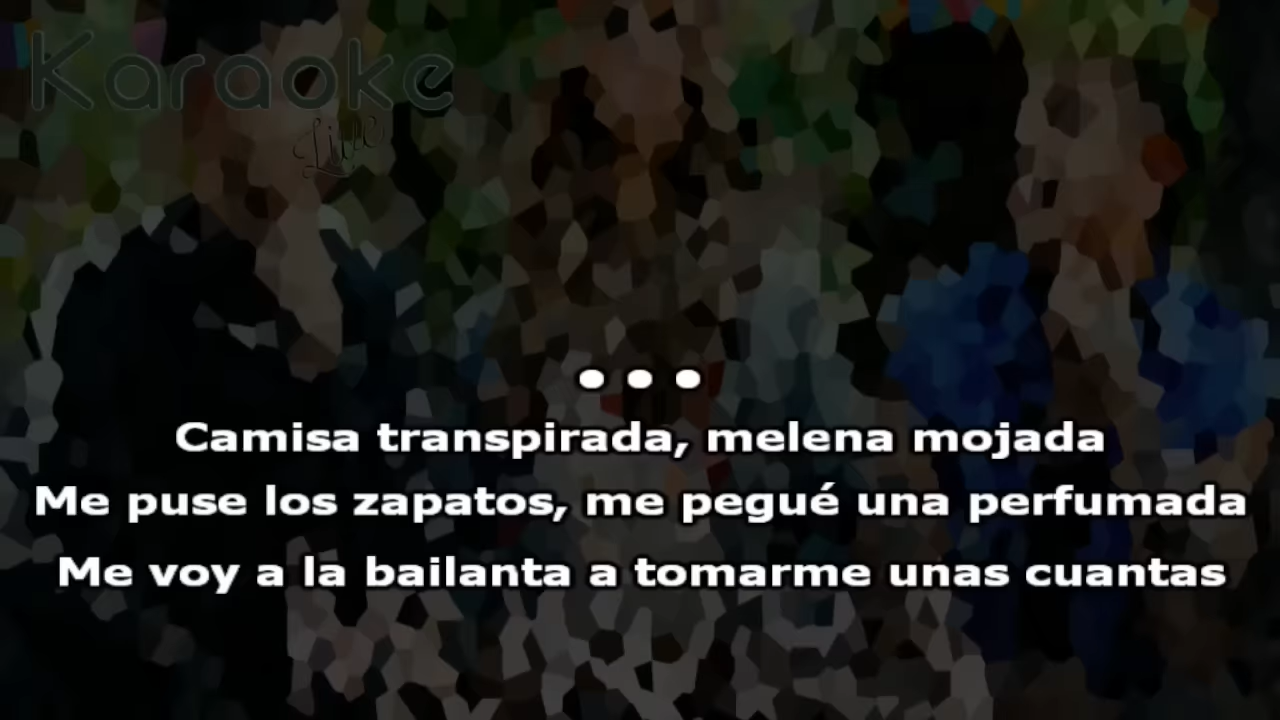 Karaoke
Live
• • •
Camisa transpirada, melena mojada
Me puse los zapatos, me pegué una perfumada
Me voy a la bailanta a tomarme unas cuantas